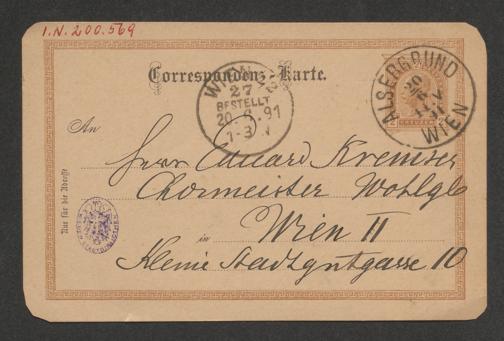 I.N. 200.569
Correspondenz-Karte.
ALSERGRUND
WIEN
WIEN
27
BESTELLT
An
Herrn Eduard Kremser
Chormeister Wohlgb
in Wien II
Kleine Stadtgutgasse 10
Nur für die Adresse